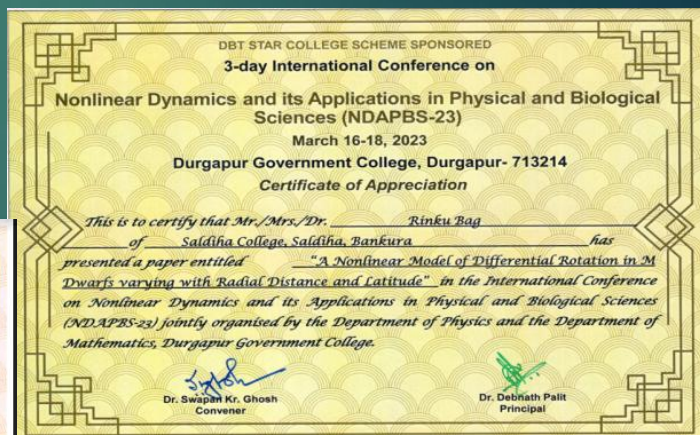 DBT STAR COLLEGE SCHEME SPONSORED
3-day International Conference on
Nonlinear Dynamics and its Applications in Physical and Biological
Sciences (NDAPBS-23)
March 16-18, 2023
Durgapur Government College, Durgapur- 713214
Certificate of Appreciation
This is to certify that Mr./Mrs./Dr. Rinku Bag
of Saldiha College, Saldiha, Bankura has
presented a paper entitled "A Nonlinear Model of Differential Rotation in M
Dwarfs varying with Radial Distance and Latitude" in the International Conference
on Nonlinear Dynamics and its Applications in Physical and Biological Sciences
(NDAPBS-23) jointly organised by the Department of Physics and the Department of
Mathematics, Durgapur Government College.
Dr. Swapan Kr. Ghosh
Convener
Dr. Debnath Palit
Principal